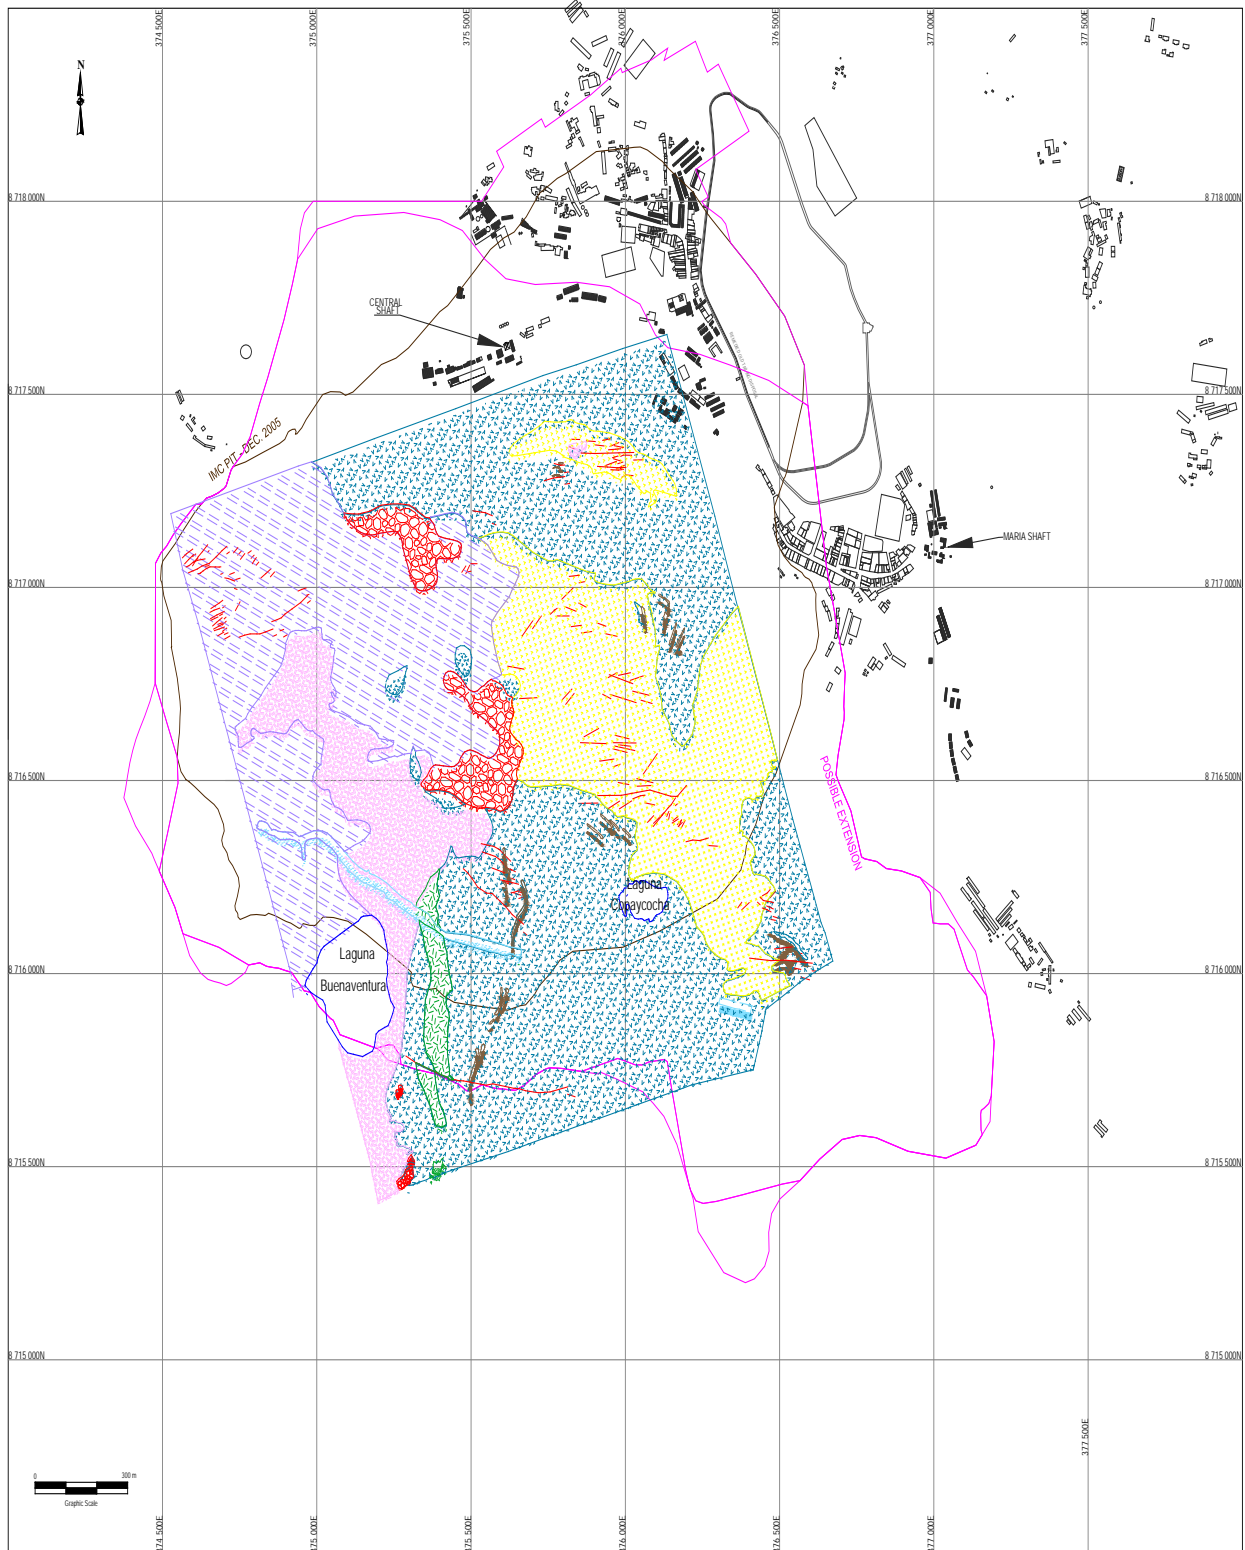 374 500E
375 000E
375 500E
376 000E
376 500E
377 000E
377 500E
N
8 718 000N
8 718 000N
CENTRAL
SHAFT
8 717 500N
8 717 500N
IMC PIT - DEC. 2005
MARIA SHAFT
8 717 000N
8 717 000N
8 716 500N
8 716 500N
POSSIBLE EXTENSION
Laguna
Copaycocha
Laguna
Buenaventura
8 716 000N
8 716 000N
8 715 500N
8 715 500N
8 715 000N
8 715 000N
377 500E
0
300 m
Graphic Scale
374 500E
375 000E
375 500E
376 000E
376 500E
377 000E